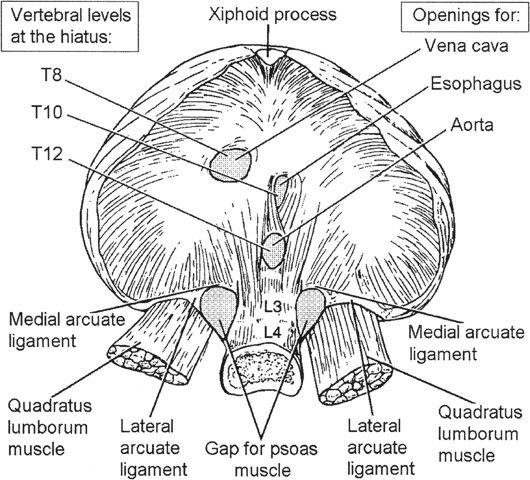 Vertebral levels
at the hiatus:
Xiphoid process
Openings for:
Vena cava
T8
Esophagus
T10
Aorta
T12
L3
L4
Medial arcuate
ligament
Medial arcuate
ligament
Quadratus
lumborum
muscle
Lateral
arcuate
ligament
Gap for psoas
muscle
Lateral
arcuate
ligament
Quadratus
lumborum
muscle